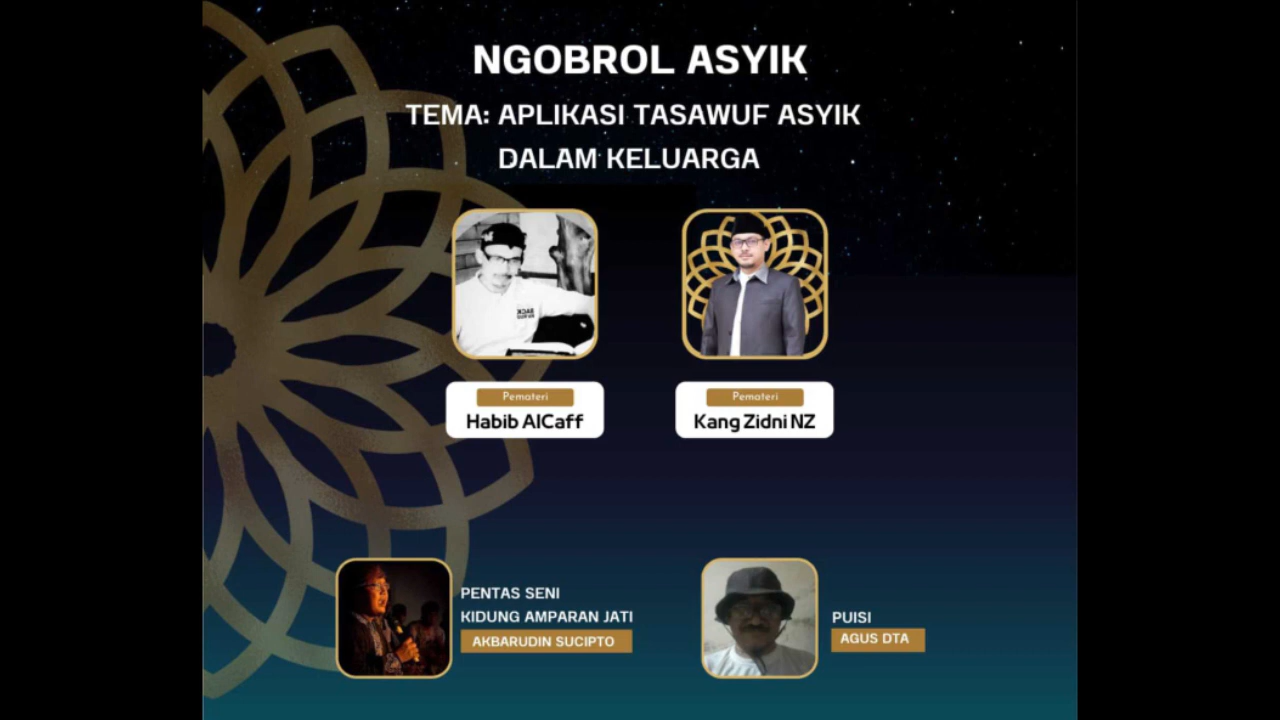 NGOBROL ASYIK
TEMA: APLIKASI TASAWUF ASYIK
DALAM KELUARGA
Pemateri
Habib AlCaff
Pemateri
Kang Zidni NZ
PENTAS SENI
KIDUNG AMPARAN JATI
AKBARUDIN SUCIPTO
PUISI
AGUS DTA